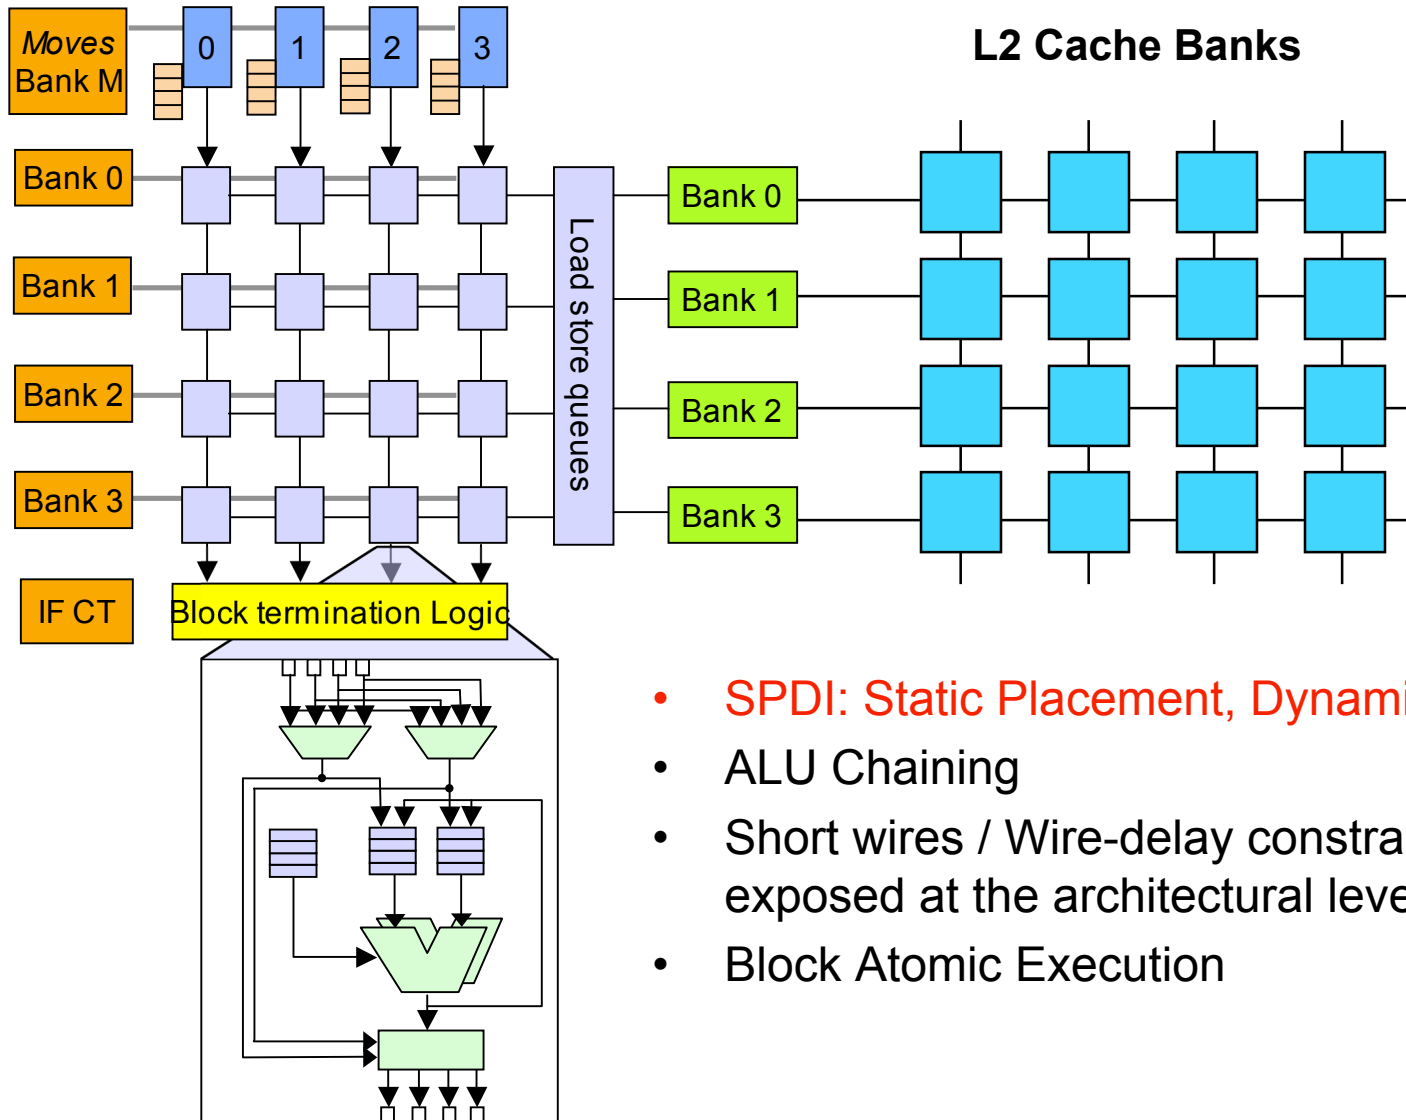 Moves
Bank M
0
1
2
3
L2 Cache Banks
Bank 0
Bank 1
Bank 2
Bank 3
IF CT
Load store queues
Bank 0
Bank 1
Bank 2
Bank 3
Block termination Logic
• SPDI: Static Placement, Dynami
• ALU Chaining
• Short wires / Wire-delay constra
exposed at the architectural leve
• Block Atomic Execution